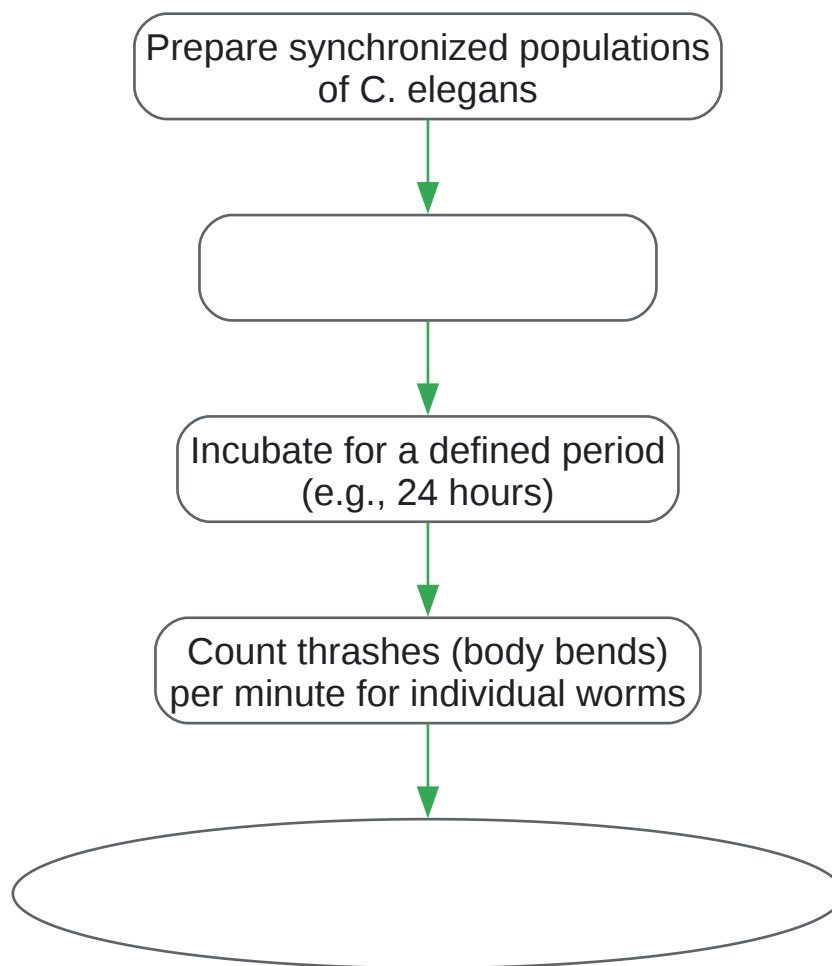 Prepare synchronized populations
of C. elegans
Incubate for a defined period
(e.g., 24 hours)
Count thrashes (body bends)
per minute for individual worms